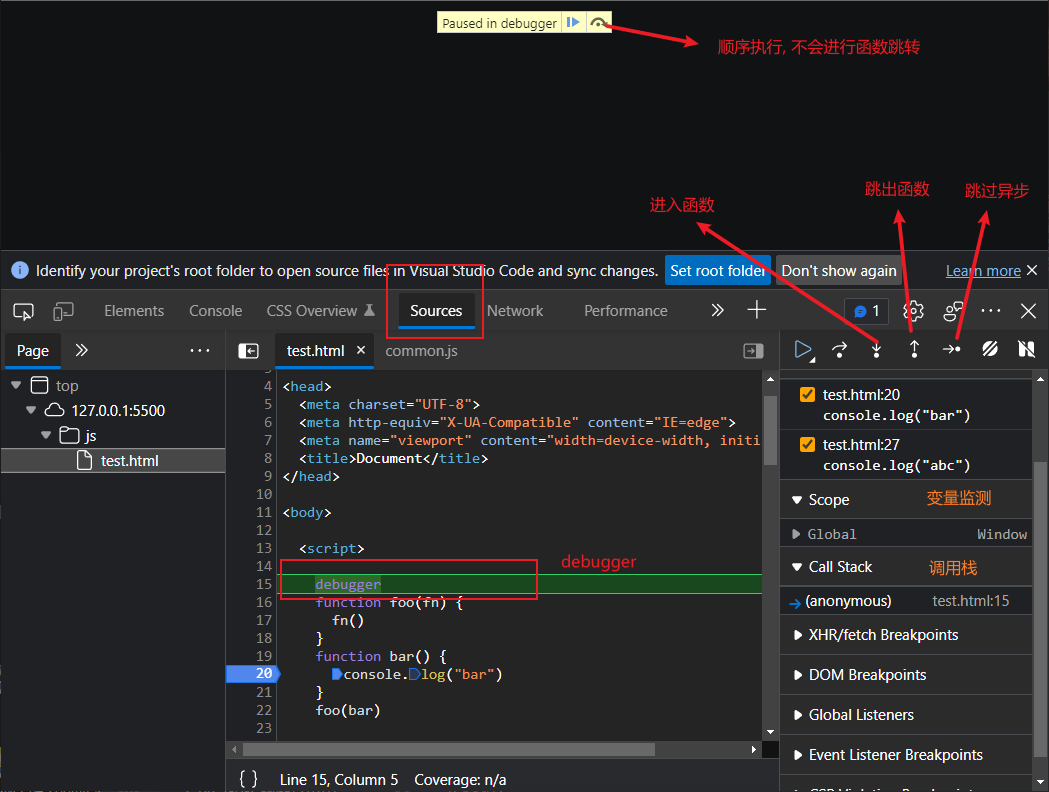 Paused in debugger
顺序执行, 不会进行函数跳转
进入函数
跳出函数
跳过异步
Identify your project's root folder to open source files in Visual Studio Code and sync changes.
Set root folder
Don't show again
Learn more
Elements
Console
CSS Overview
Sources
Network
Performance
1
Page
test.html
common.js
top
127.0.0.1:5500
js
test.html
4 <head>
5 <meta charset="UTF-8">
6 <meta http-equiv="X-UA-Compatible" content="IE=edge">
7 <meta name="viewport" content="width=device-width, initi
8 <title>Document</title>
9 </head>
10
11 <body>
12
13 <script>
14
15 debugger
debugger
16 function foo(fn) {
17 fn()
18 }
19 function bar() {
20 console.log("bar")
21 }
22 foo(bar)
23
{ } Line 15, Column 5 Coverage: n/a
test.html:20
console.log("bar")
test.html:27
console.log("abc")
Scope 变量监测
Global Window
Call Stack 调用栈
(anonymous) test.html:15
XHR/fetch Breakpoints
DOM Breakpoints
Global Listeners
Event Listener Breakpoints